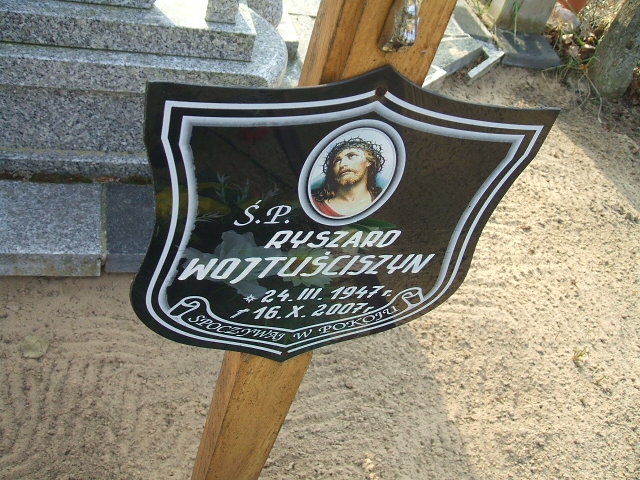 Ś.P.
RYSZARD
WOJTUŚCISZYN
* 24. III. 1947 r.
† 16. X. 2007 r.
SPOCZYWAJ W POKOJU